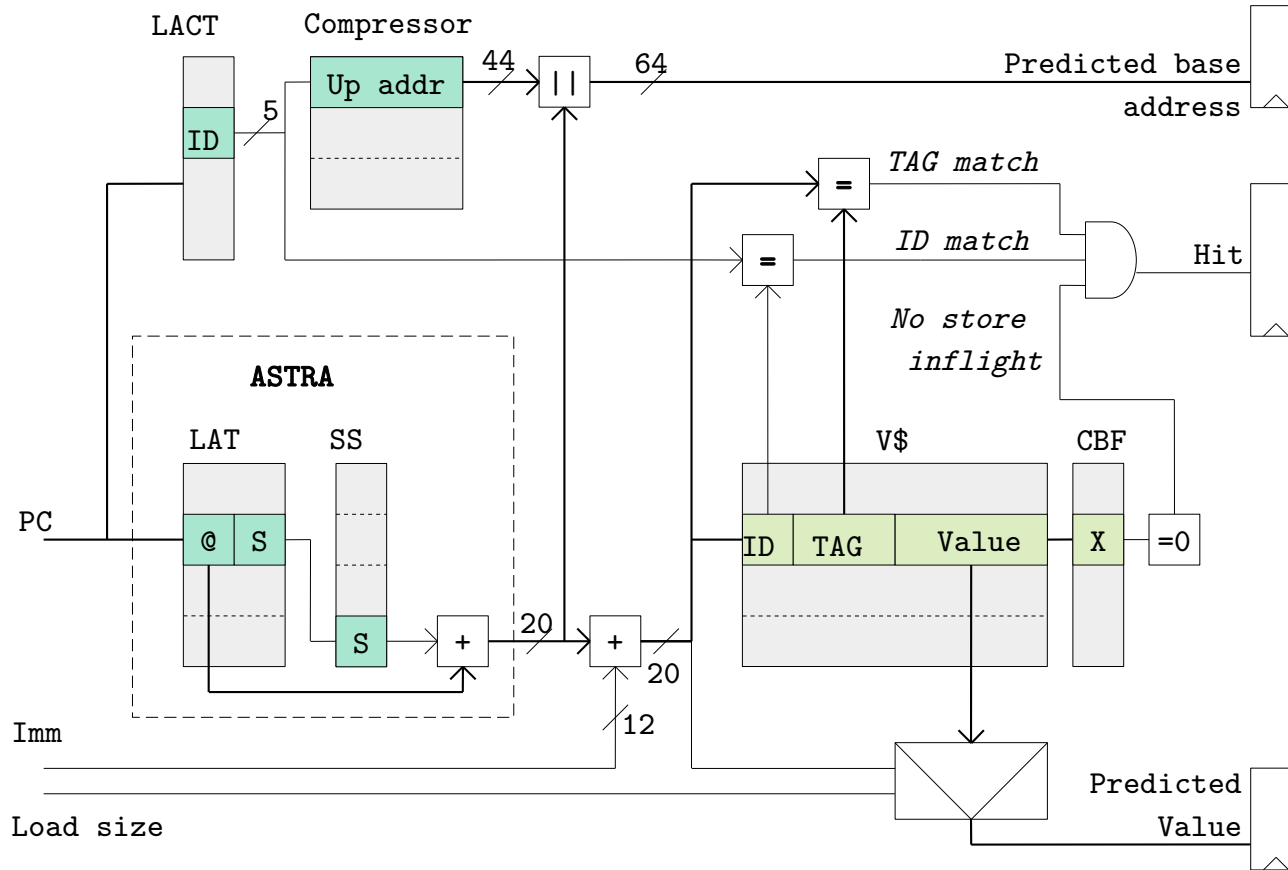 LACT
Compressor
Up addr
44
||
64
Predicted base
address
ID
5
=
TAG match
=
ID match
Hit
No store
inflight
ASTRA
LAT
SS
V$
CBF
PC
@
S
ID
TAG
Value
X
=0
S
+
20
+
20
12
Imm
Load size
Predicted
Value